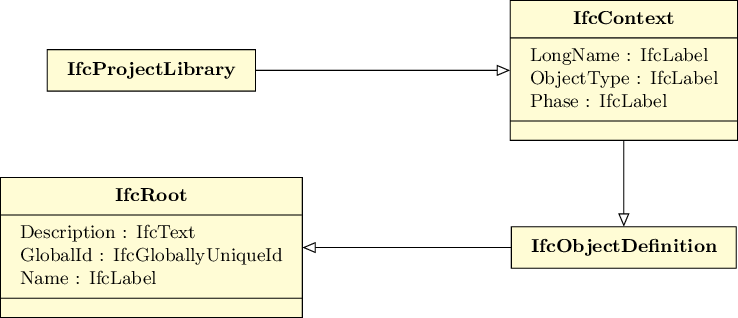 IfcProjectLibrary
IfcContext
LongName : IfcLabel
ObjectType : IfcLabel
Phase : IfcLabel
IfcRoot
Description : IfcText
GlobalId : IfcGloballyUniqueId
Name : IfcLabel
IfcObjectDefinition